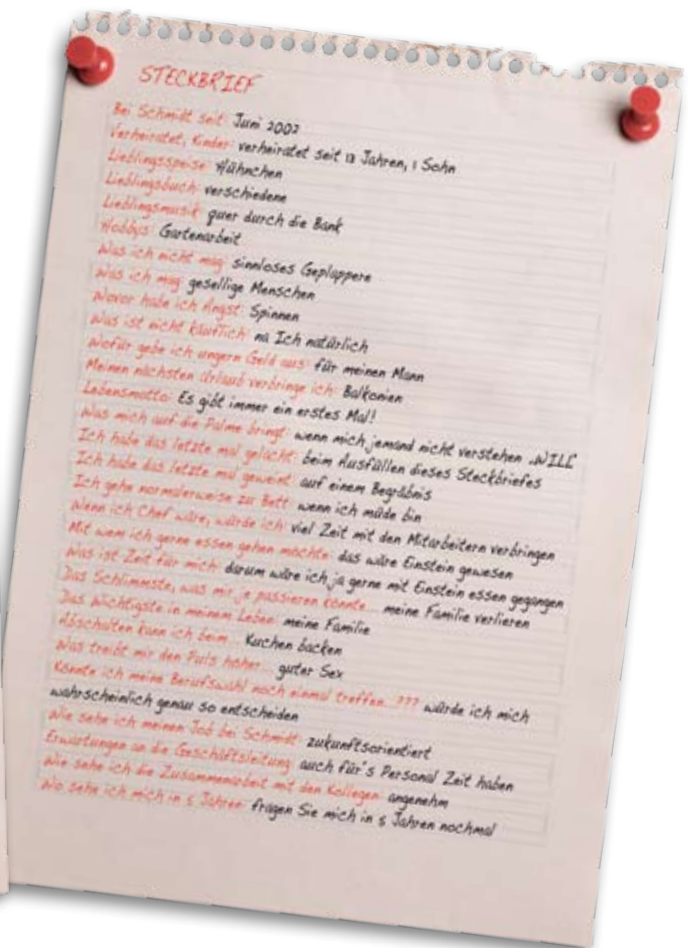 STECKBRIEF
Bei Schmidt seit: Juni 2002
Verheiratet, Kinder: verheiratet seit 13 Jahren, 1 Sohn
Lieblingsspeise: Hühnchen
Lieblingsbuch: verschiedene
Lieblingsmusik: quer durch die Bank
Hobbys: Gartenarbeit
Was ich nicht mag: sinnloses Geplappere
Was ich mag: gesellige Menschen
Wovor habe ich Angst: Spinnen
Was ist nicht käuflich: na Ich natürlich
Wofür gebe ich ungern Geld aus: für meinen Mann
Meinen nächsten Urlaub verbringe ich: Balkonien
Lebensmotto: Es gibt immer ein erstes Mal!
Was mich auf die Palme bringt: wenn mich jemand nicht verstehen „WILL“
Ich habe das letzte mal gelacht: beim Ausfüllen dieses Steckbriefes
Ich habe das letzte mal geweint: auf einem Begräbnis
Ich gehe normalerweise zu Bett: wenn ich müde bin
Wenn ich Chef wäre, würde ich: viel Zeit mit den Mitarbeitern verbringen
Mit wem ich gerne essen gehen möchte: das wäre Einstein gewesen
Was ist Zeit für mich: darum wäre ich ja gerne mit Einstein essen gegangen
Das Schlimmste, was mir je passieren könnte... meine Familie verlieren
Das Wichtigste in meinem Leben: meine Familie
Abschalten kann ich beim... Kuchen backen
Was treibt mir den Puls höher... guter Sex
Könnte ich meine Berufswahl noch einmal treffen...??? würde ich mich
wahrscheinlich genau so entscheiden
Wie sehe ich meinen Job bei Schmidt: zukunftsorientiert
Erwartungen an die Geschäftsleitung: auch für's Personal Zeit haben
Wie sehe ich die Zusammenarbeit mit den Kollegen: angenehm
Wo sehe ich mich in 5 Jahren: fragen Sie mich in 5 Jahren nochmal